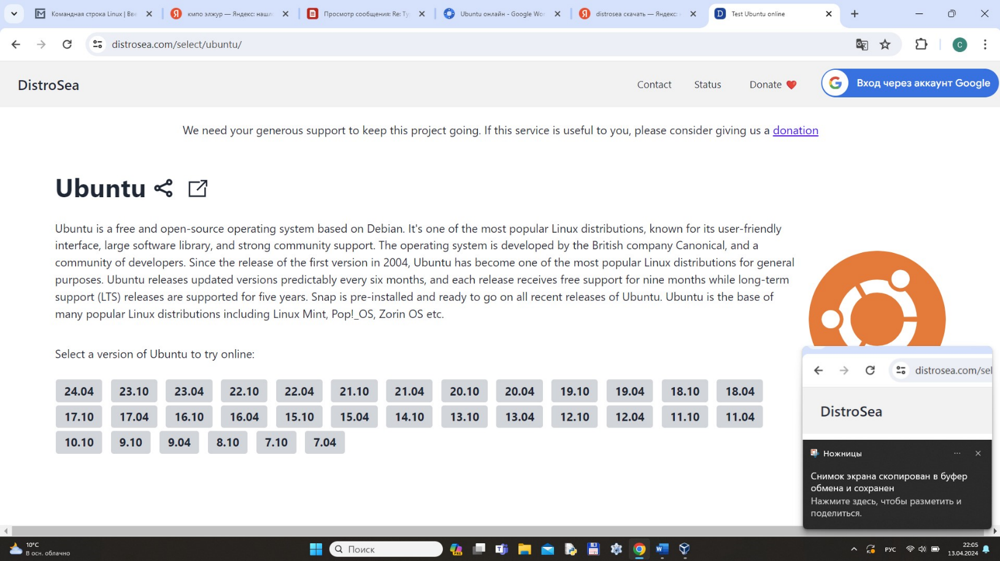 Командная строка Linux | Вве
кмпо элжур — Яндекс: нашл
Просмотр сообщения: Re: Ту
Ubuntu онлайн - Google Wor
distrosea скачать — Яндекс: н
D
Test Ubuntu online
distrosea.com/select/ubuntu/
C
DistroSea
Contact
Status
Donate
Вход через аккаунт Google
We need your generous support to keep this project going. If this service is useful to you, please consider giving us a donation
Ubuntu
Ubuntu is a free and open-source operating system based on Debian. It's one of the most popular Linux distributions, known for its user-friendly
interface, large software library, and strong community support. The operating system is developed by the British company Canonical, and a
community of developers. Since the release of the first version in 2004, Ubuntu has become one of the most popular Linux distributions for general
purposes. Ubuntu releases updated versions predictably every six months, and each release receives free support for nine months while long-term
support (LTS) releases are supported for five years. Snap is pre-installed and ready to go on all recent releases of Ubuntu. Ubuntu is the base of
many popular Linux distributions including Linux Mint, Pop!_OS, Zorin OS etc.
Select a version of Ubuntu to try online:
24.04 23.10 23.04 22.10 22.04 21.10 21.04 20.10 20.04 19.10 19.04 18.10 18.04
17.10 17.04 16.10 16.04 15.10 15.04 14.10 13.10 13.04 12.10 12.04 11.10 11.04
10.10 9.10 9.04 8.10 7.10 7.04
distrosea.com/sel
DistroSea
Ножницы
Снимок экрана скопирован в буфер
обмена и сохранен
Нажмите здесь, чтобы разметить и
поделиться.
10°C
В осн. облачно
Поиск
РУС
22:05
13.04.2024